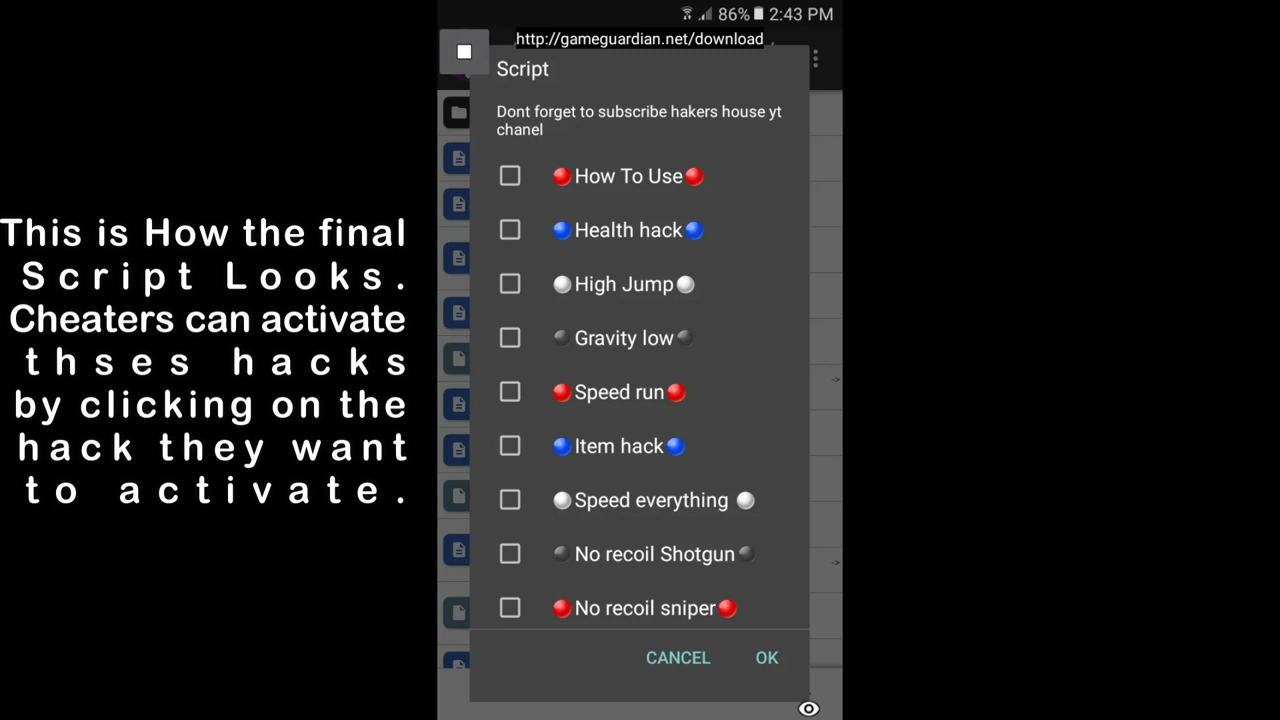 86% 2:43 PM
http://gameguardian.net/download
Script
Dont forget to subscribe hakers house yt
chanel
How To Use
Health hack
High Jump
Gravity low
Speed run
Item hack
Speed everything
No recoil Shotgun
No recoil sniper
CANCEL OK
This is How the final
Script Looks.
Cheaters can activate
thses hacks
by clicking on the
hack they want
to activate.